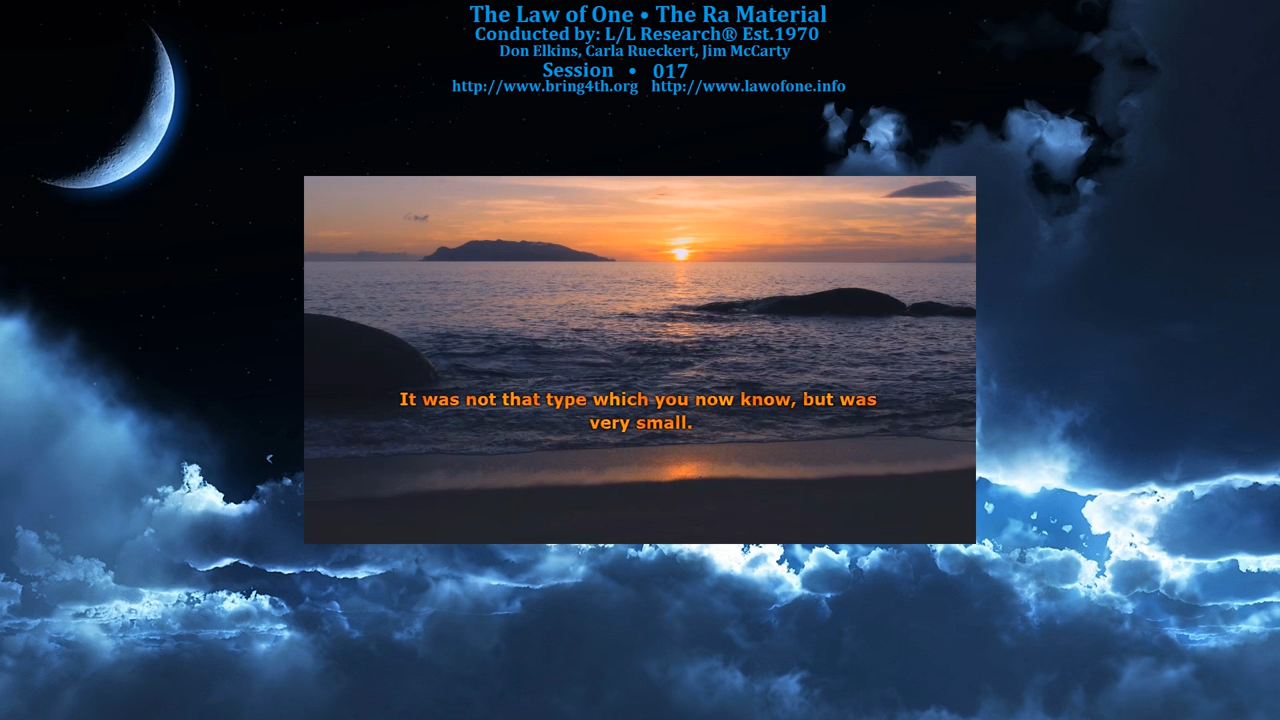 The Law of One • The Ra Material
Conducted by: L/L Research® Est.1970
Don Elkins, Carla Rueckert, Jim McCarty
Session • 017
http://www.bring4th.org http://www.lawofone.info
It was not that type which you now know, but was
very small.